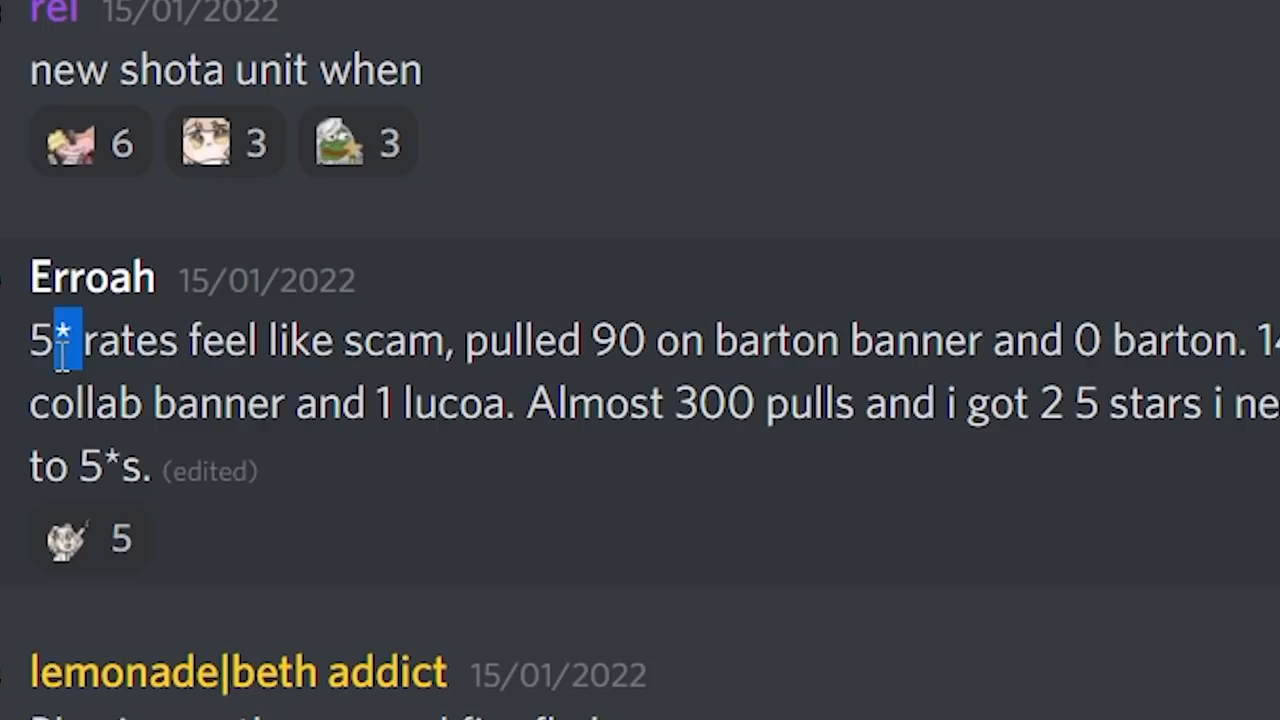 rei 15/01/2022
new shota unit when
6 3 3
Erroah 15/01/2022
5* rates feel like scam, pulled 90 on barton banner and 0 barton. 14
collab banner and 1 lucoa. Almost 300 pulls and i got 2 5 stars i ne
to 5*s. (edited)
5
lemonade|beth addict 15/01/2022